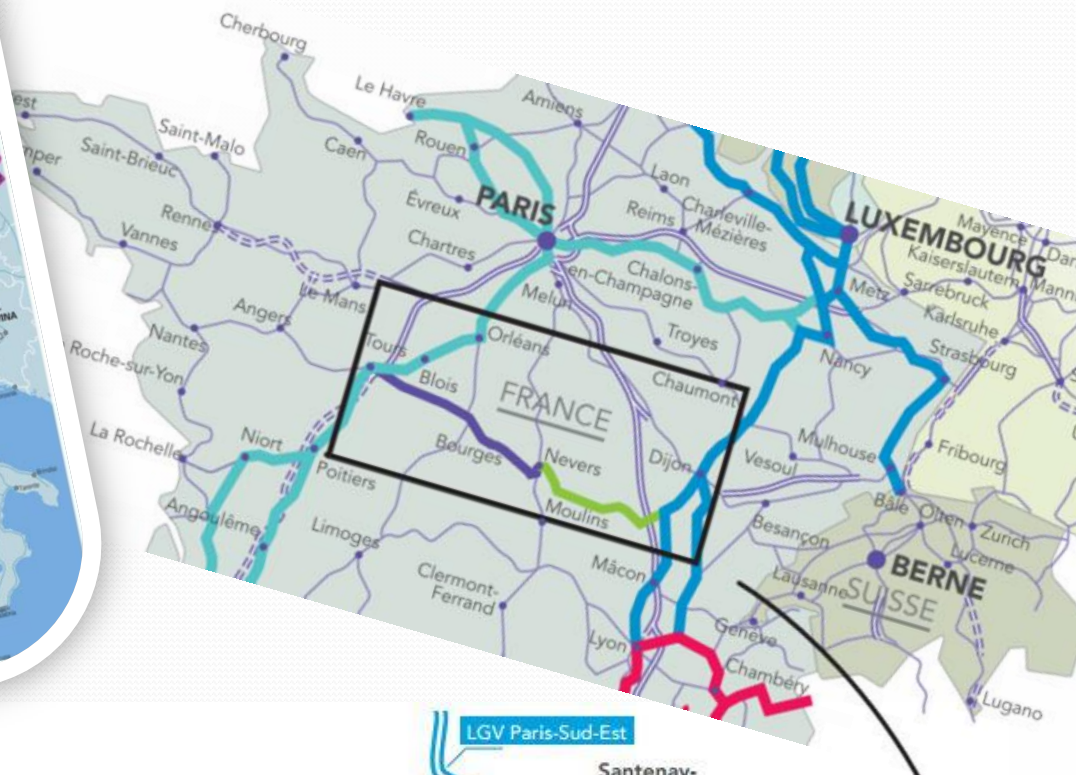 Cherbourg
Le Havre
Amiens
Rouen
Saint-Malo
Caen
Saint-Brieuc
Laon
Évreux
PARIS
Reims
Charleville-
Mézières
LUXEMBOURG
Mayence
Rennes
Vannes
Chartres
Chalons-
en-Champagne
Kaiserslautern
Metz
Sarrebruck
Le Mans
Melun
Karlsruhe
Angers
Troyes
Nantes
Tours
Orléans
Nancy
Strasbourg
Roche-sur-Yon
Blois
FRANCE
Chaumont
La Rochelle
Niort
Bourges
Nevers
Dijon
Vesoul
Mulhouse
Fribourg
Poitiers
Moulins
Bâle
Olten
Zurich
Angoulême
Limoges
Besançon
Lucerne
BERNE
Mâcon
Lausanne
SUISSE
Clermont-
Ferrand
Lyon
Genève
Chambéry
Lugano
LGV Paris-Sud-Est
Santenay-